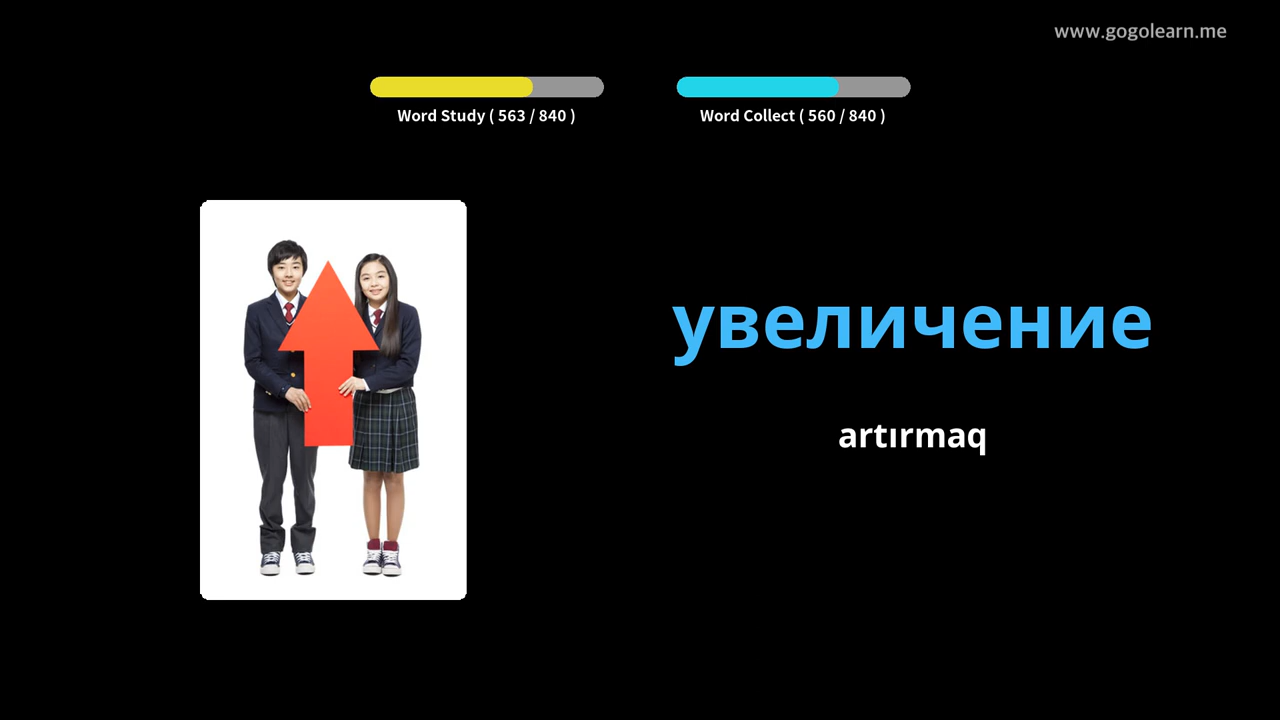 www.gogolearn.me
Word Study ( 563 / 840 )
Word Collect ( 560 / 840 )
увеличение
artırmaq